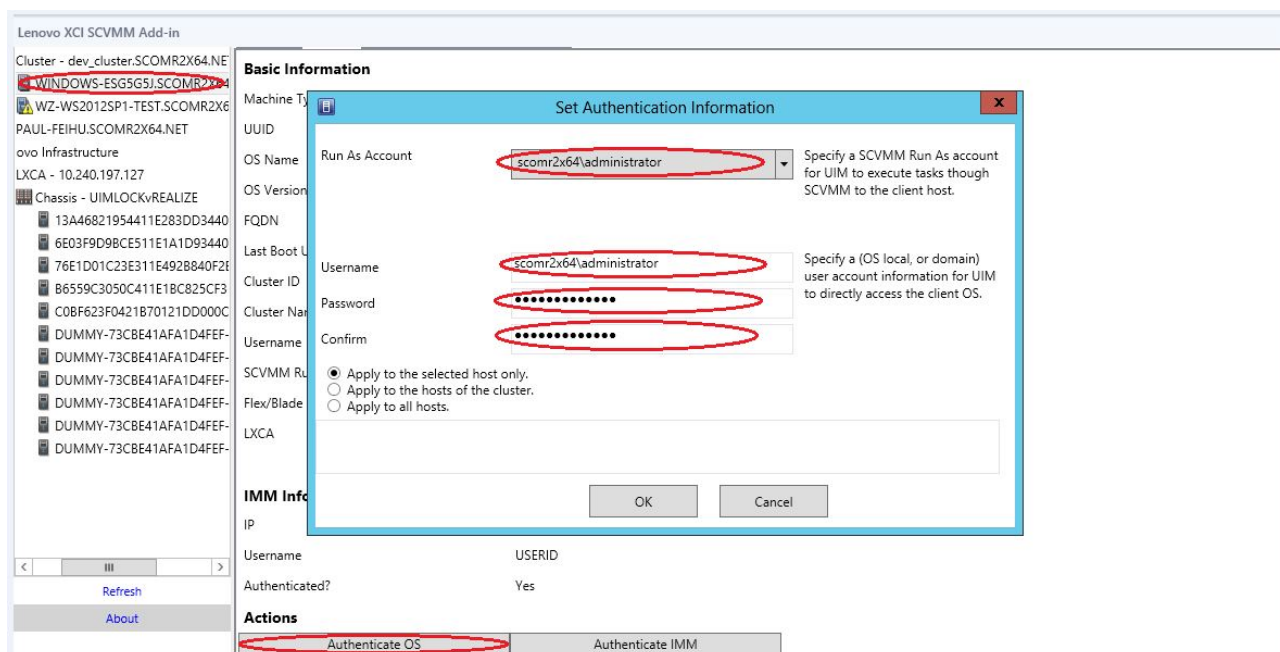 Lenovo XCI SCVMM Add-in
Cluster - dev_cluster.SCOMR2X64.NE
WINDOWS-ESG5G5J.SCOMR2X64
WZ-WS2012SP1-TEST.SCOMR2X6
PAUL-FEIHU.SCOMR2X64.NET
ovo Infrastructure
LXCA - 10.240.197.127
Chassis - UIMLOCKvREALIZE
13A46821954411E283DD3440
6E03F9D9BCE511E1A1D93440
76E1D01C23E311E492B840F2E
B6559C3050C411E1BC825CF3
C0BF623F0421B70121DD000C
DUMMY-73CBE41AFA1D4FEF-
DUMMY-73CBE41AFA1D4FEF-
DUMMY-73CBE41AFA1D4FEF-
DUMMY-73CBE41AFA1D4FEF-
DUMMY-73CBE41AFA1D4FEF-
DUMMY-73CBE41AFA1D4FEF-
Refresh
About
Basic Information
Machine Ty
UUID
OS Name
OS Version
FQDN
Last Boot U
Cluster ID
Cluster Nar
Username
SCVMM Ru
Flex/Blade
LXCA
IMM Info
IP
Username USERID
Authenticated? Yes
Actions
Authenticate OS Authenticate IMM
Set Authentication Information
x
Run As Account
scomr2x64\administrator
Specify a SCVMM Run As account
for UIM to execute tasks though
SCVMM to the client host.
Username
scomr2x64\administrator
Specify a (OS local, or domain)
user account information for UIM
to directly access the client OS.
Password
•••••••••••••
Confirm
•••••••••••••
Apply to the selected host only.
Apply to the hosts of the cluster.
Apply to all hosts.
OK Cancel